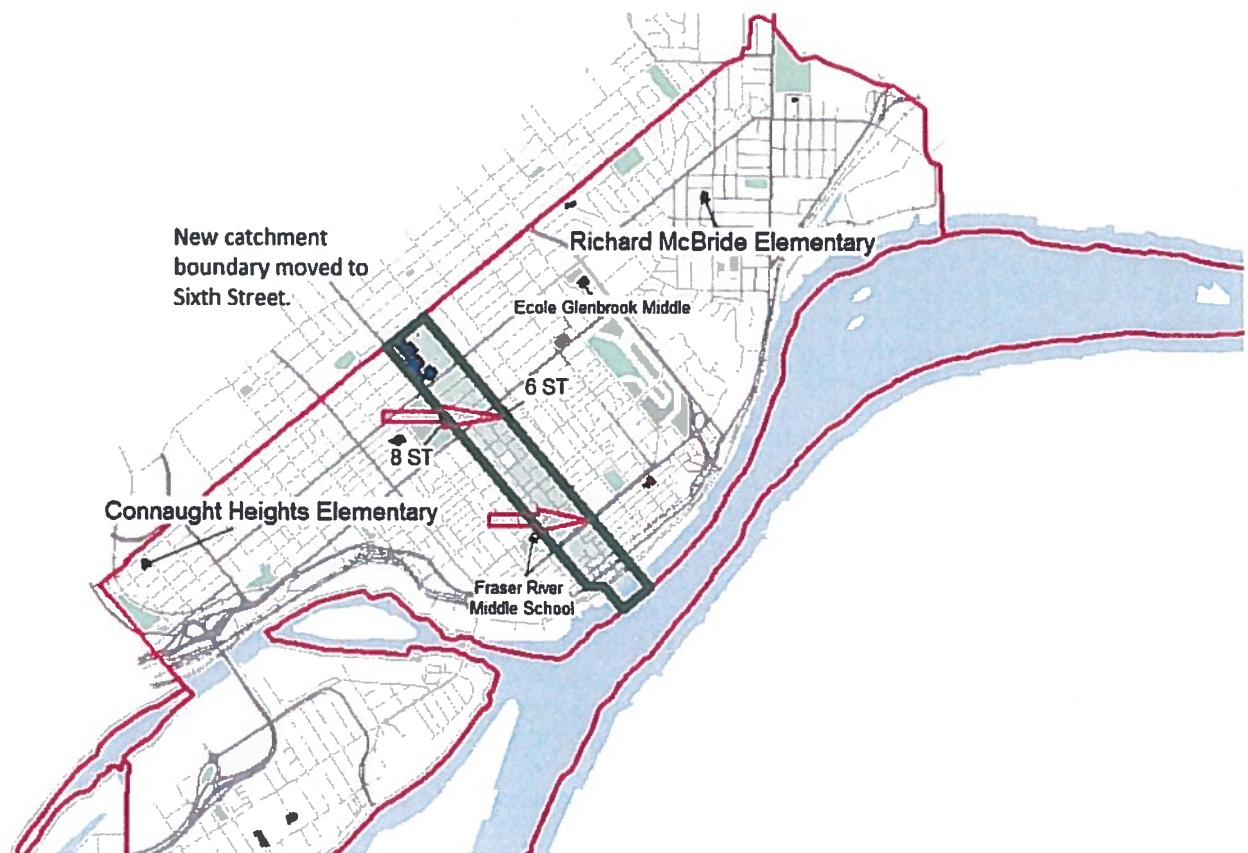 New catchment
boundary moved to
Sixth Street.
Richard McBride Elementary
Ecole Glenbrook Middle
6 ST
8 ST
Connaught Heights Elementary
Fraser River
Middle School